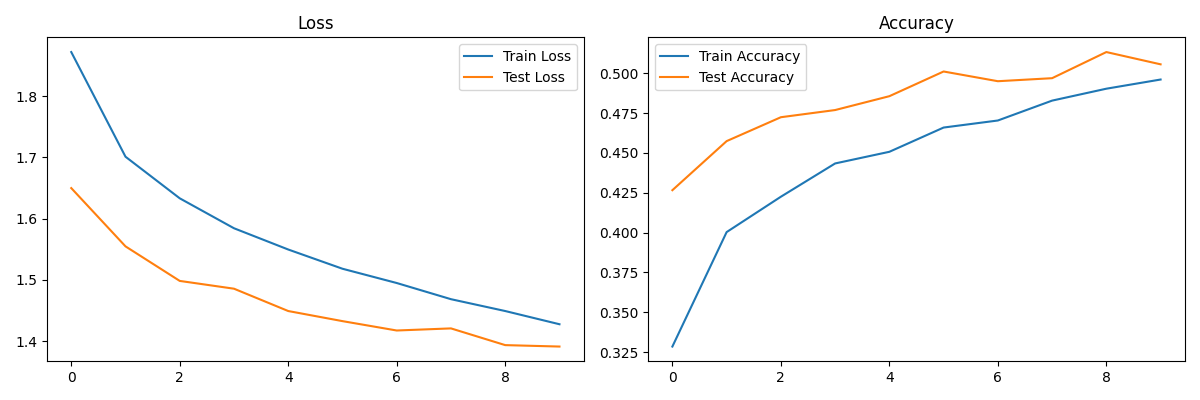 Loss
Train Loss
Test Loss
1.8
1.7
1.6
1.5
1.4
0 2 4 6 8
Accuracy
Train Accuracy
Test Accuracy
0.500
0.475
0.450
0.425
0.400
0.375
0.350
0.325
0 2 4 6 8